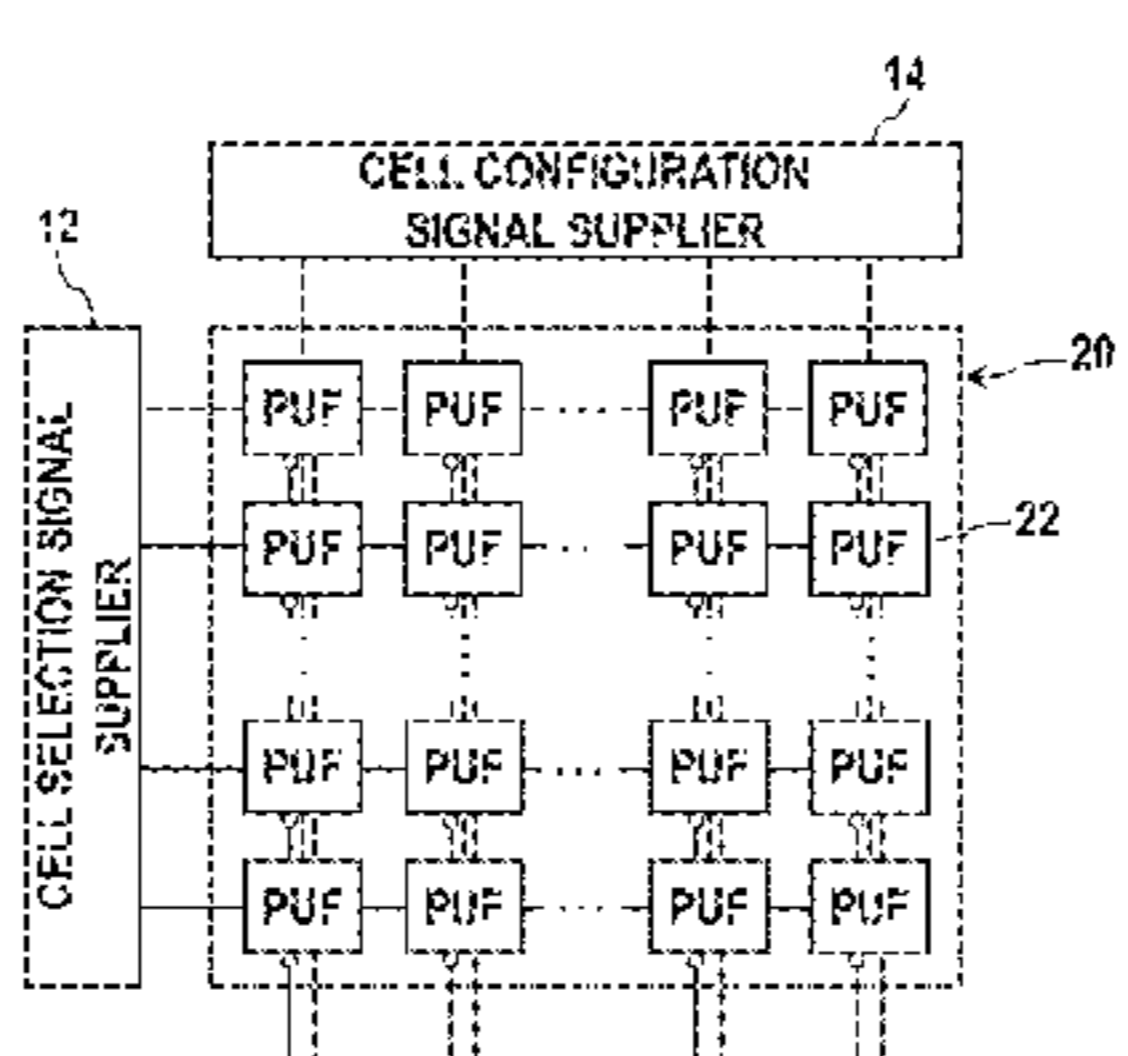 14
CELL CONFIGURATION
SIGNAL SUPPLIER
12
CELL SELECTION SIGNAL
SUPPLIER
20
PUF PUF ... PUF PUF
22
PUF PUF ... PUF PUF
PUF PUF ... PUF PUF
PUF PUF ... PUF PUF